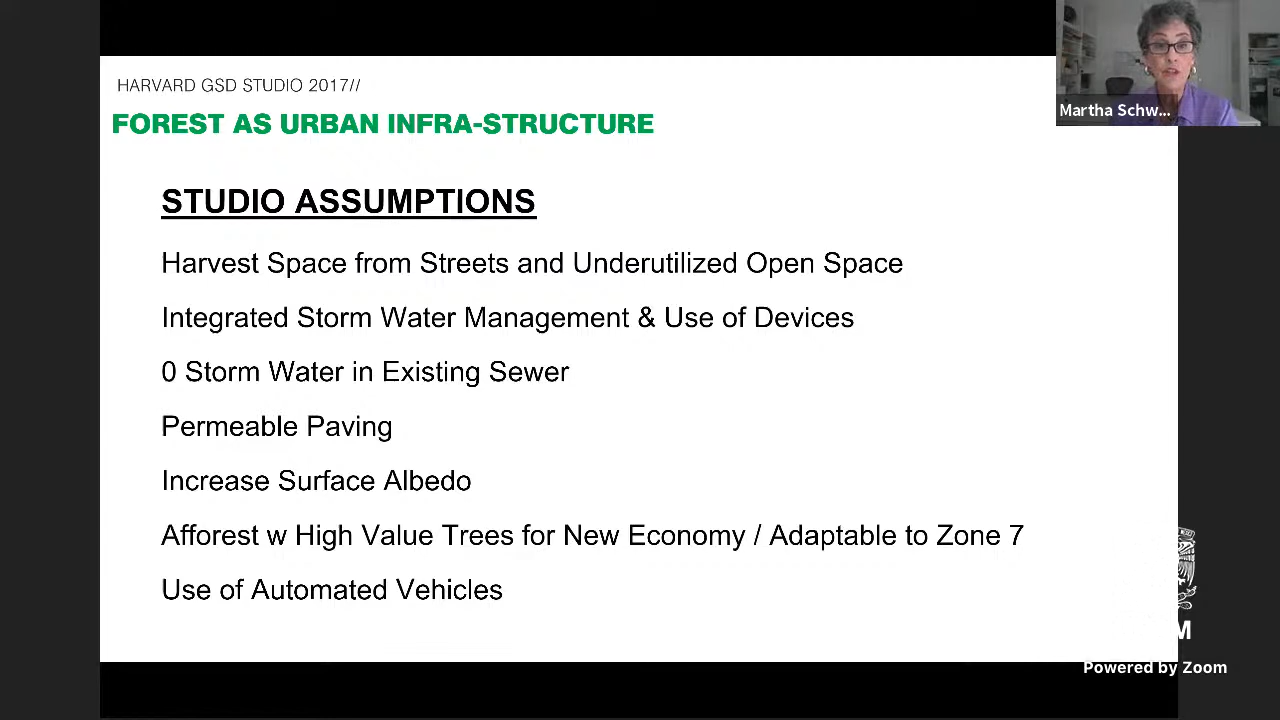 HARVARD GSD STUDIO 2017//
FOREST AS URBAN INFRA-STRUCTURE
Martha Schw...
STUDIO ASSUMPTIONS
Harvest Space from Streets and Underutilized Open Space
Integrated Storm Water Management & Use of Devices
0 Storm Water in Existing Sewer
Permeable Paving
Increase Surface Albedo
Afforest w High Value Trees for New Economy / Adaptable to Zone 7
Use of Automated Vehicles
M
Powered by Zoom